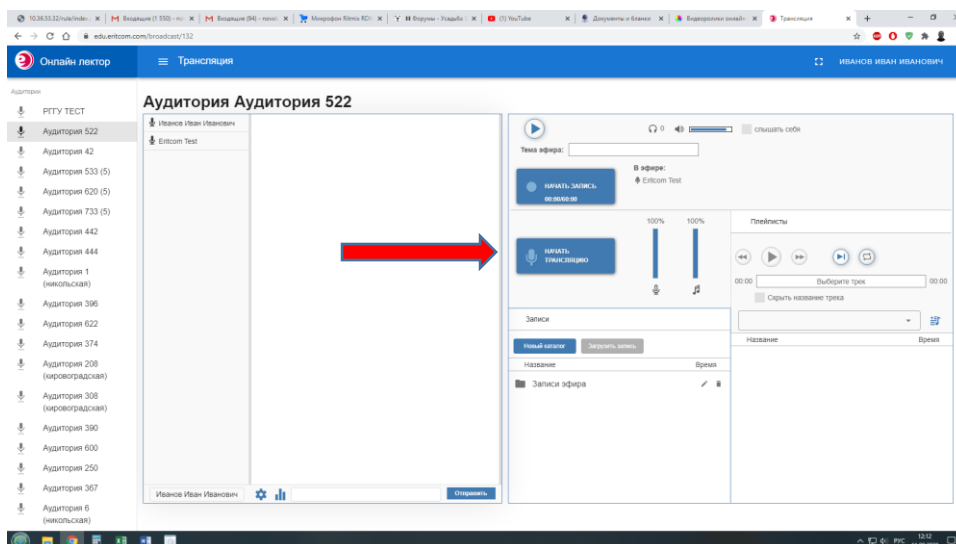 10.36.33.32/rule/index
Входящие (1 550) - no
Входящие (94) - novos
Микрофон Ritmix RDM
Форумы - Усадьба
(1) YouTube
Документы и бланки
Видеоролики онлайн
Трансляция
edu.eritcom.com/broadcast/132
Онлайн лектор
Трансляция
ИВАНОВ ИВАН ИВАНОВИЧ
Аудитории
РГГУ ТЕСТ
Аудитория 522
Аудитория 42
Аудитория 533 (5)
Аудитория 620 (5)
Аудитория 733 (5)
Аудитория 442
Аудитория 444
Аудитория 1
(никольская)
Аудитория 396
Аудитория 622
Аудитория 374
Аудитория 208
(кировоградская)
Аудитория 308
(кировоградская)
Аудитория 390
Аудитория 600
Аудитория 250
Аудитория 367
Аудитория 6
(никольская)
Аудитория Аудитория 522
Иванов Иван Иванович
Eritcom Test
Иванов Иван Иванович
Отправить
0
слышать себя
Тема эфира:
НАЧАТЬ ЗАПИСЬ
00:00/60:00
В эфире:
Eritcom Test
НАЧАТЬ
ТРАНСЛЯЦИЮ
100%
100%
Записи
Новый каталог
Загрузить запись
Название
Время
Записи эфира
Плейлисты
00:00
Выберите трек
00:00
Скрыть название трека
Название
Время
РУС
12:12